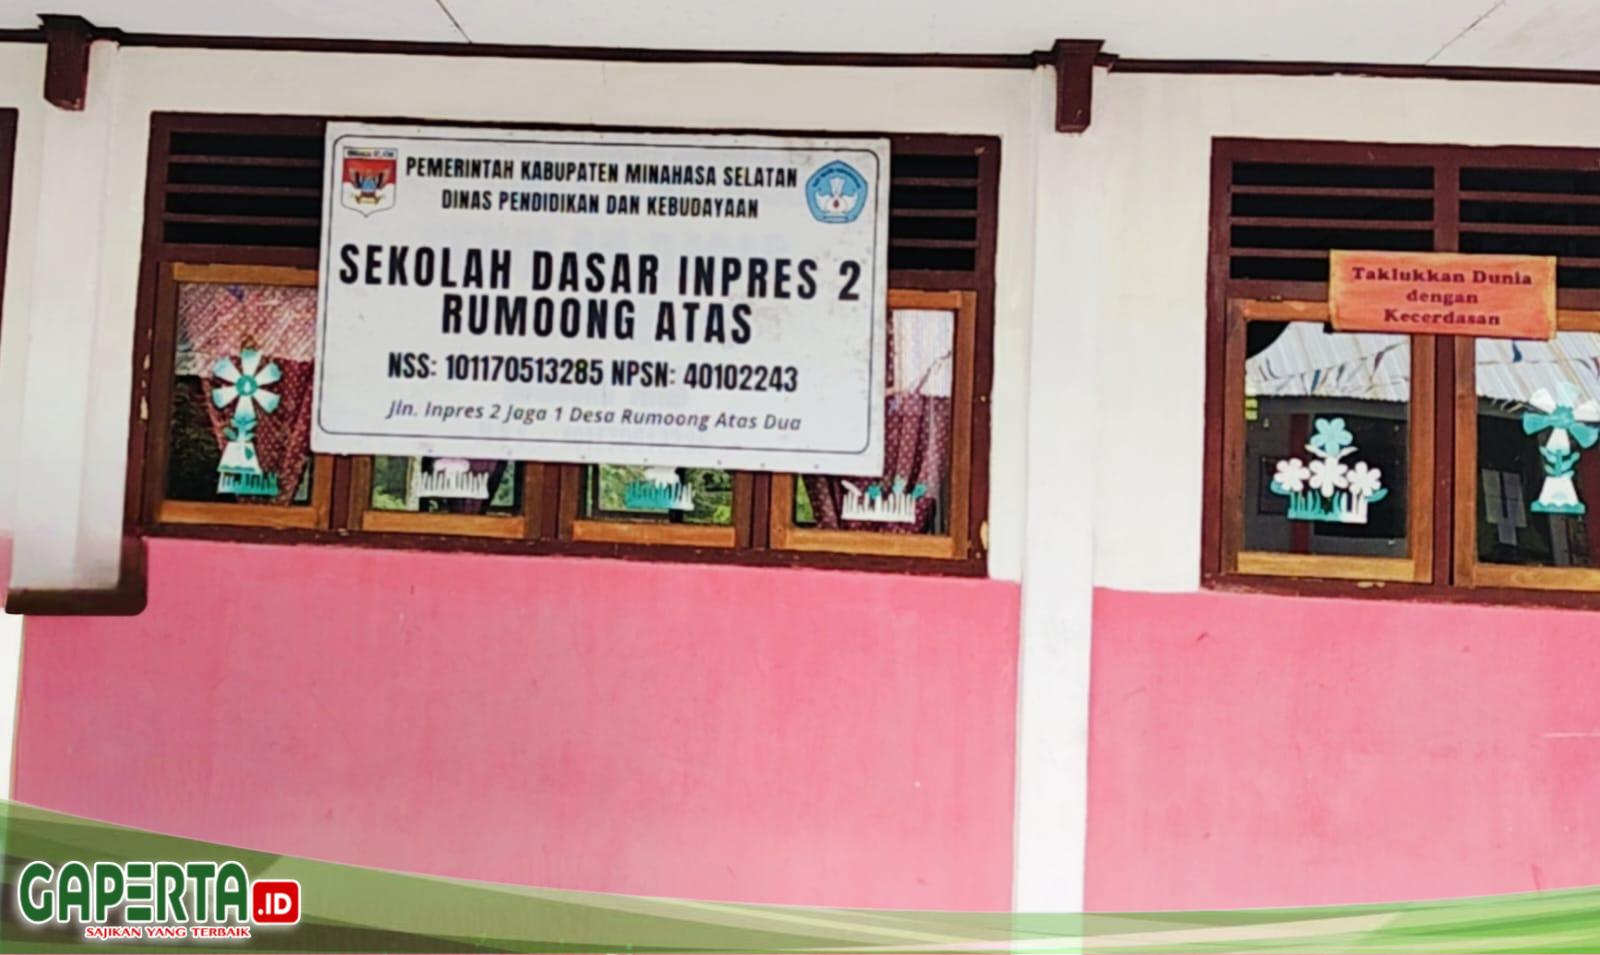 PEMERINTAH KABUPATEN MINAHASA SELATAN
DINAS PENDIDIKAN DAN KEBUDAYAAN
SEKOLAH DASAR INPRES 2
RUMOONG ATAS
NSS: 101170513285 NPSN: 40102243
Jln. Inpres 2 Jaga 1 Desa Rumoong Atas Dua
Taklukkan Dunia
dengan
Kecerdasan
GAPERTA.ID
SAJIKAN YANG TERBAIK